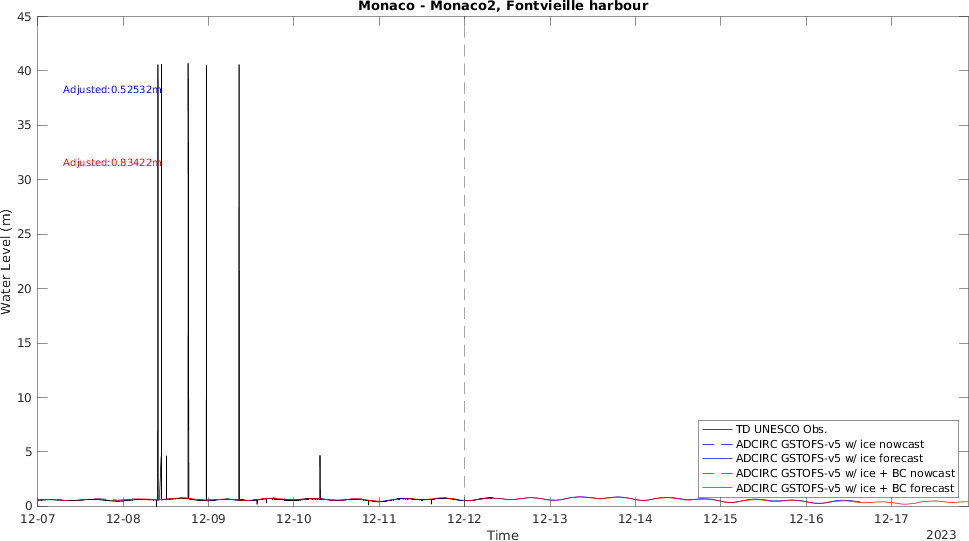 Monaco - Monaco2, Fontvieille harbour
45
40
35
30
25
20
15
10
5
0
Water Level (m)
Adjusted:0.52532m
Adjusted:0.83422m
TD UNESCO Obs.
ADCIRC GSTOFS-v5 w/ ice nowcast
ADCIRC GSTOFS-v5 w/ ice forecast
ADCIRC GSTOFS-v5 w/ ice + BC nowcast
ADCIRC GSTOFS-v5 w/ ice + BC forecast
12-07 12-08 12-09 12-10 12-11 12-12 12-13 12-14 12-15 12-16 12-17
Time
2023